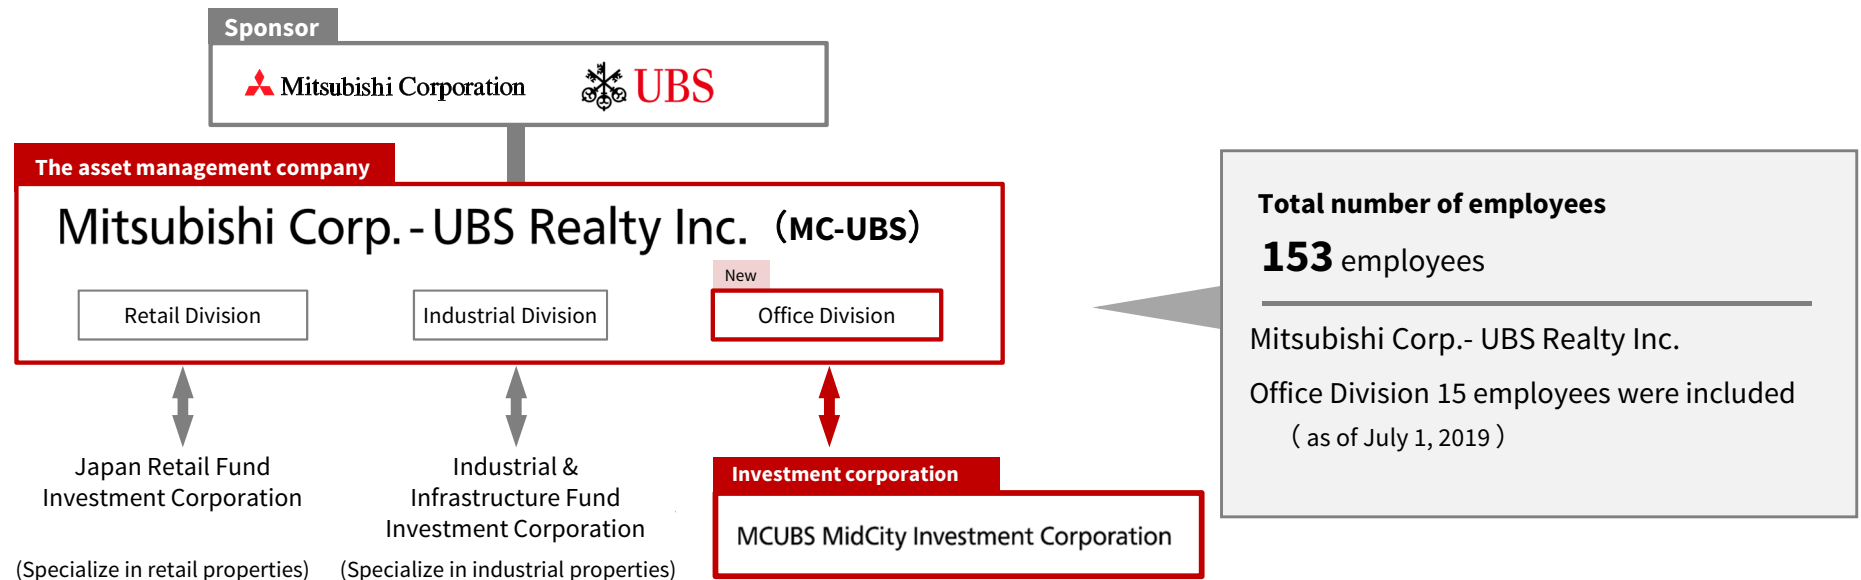 Sponsor
Mitsubishi Corporation
UBS
The asset management company
Mitsubishi Corp. - UBS Realty Inc. (MC-UBS)
New
Retail Division
Industrial Division
Office Division
Japan Retail Fund
Investment Corporation
(Specialize in retail properties)
Industrial &
Infrastructure Fund
Investment Corporation
(Specialize in industrial properties)
Investment corporation
MCUBS MidCity Investment Corporation
Total number of employees
153 employees
Mitsubishi Corp.- UBS Realty Inc.
Office Division 15 employees were included
( as of July 1, 2019 )